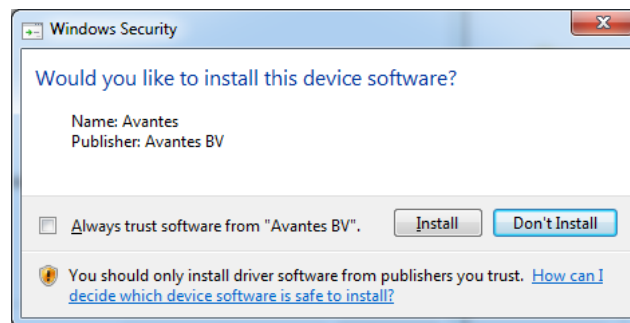 Windows Security
Would you like to install this device software?
Name: Avantes
Publisher: Avantes BV
Always trust software from "Avantes BV".
Install
Don't Install
You should only install driver software from publishers you trust. How can I
decide which device software is safe to install?